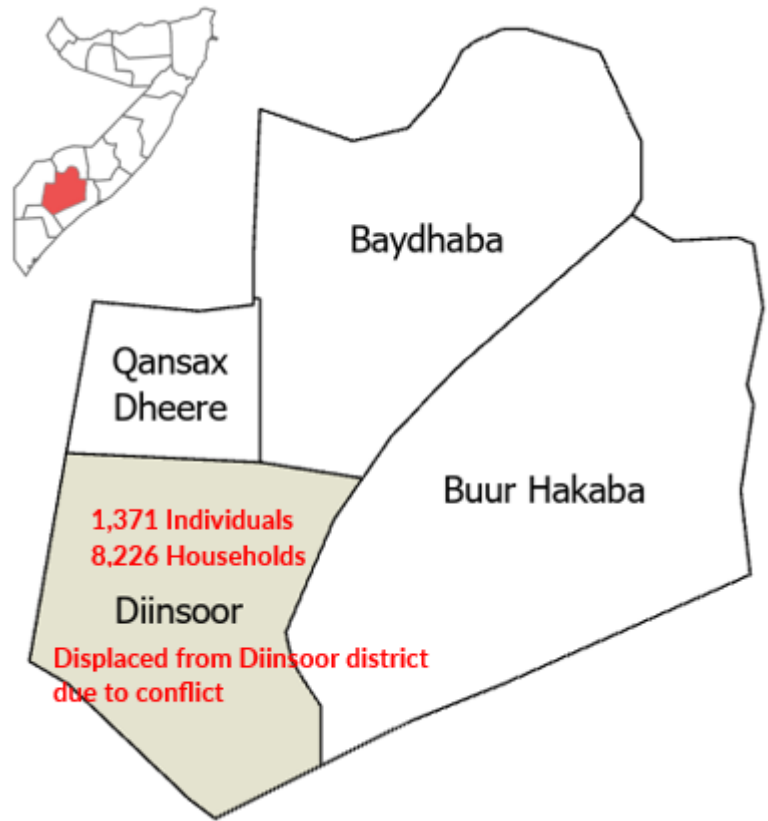 Baydhaba
Qansax
Dheere
Buur Hakaba
1,371 Individuals
8,226 Households
Diinsoor
Displaced from Diinsoor district
due to conflict